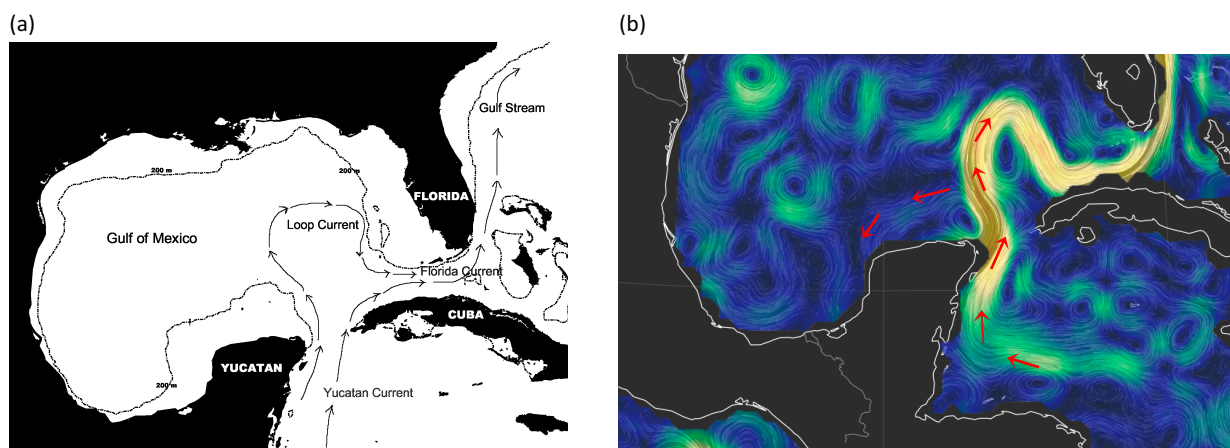 (a)
(b)
Gulf Stream
200 m
200 m
FLORIDA
Loop Current
Gulf of Mexico
Florida Current
CUBA
YUCATAN
200 m
Yucatan Current